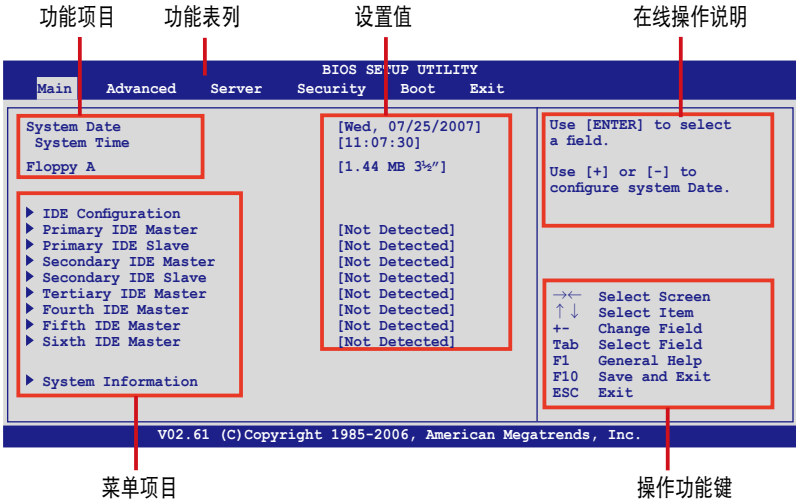 功能项目 功能表列 设置值 在线操作说明
BIOS SETUP UTILITY
Main Advanced Server Security Boot Exit
System Date [Wed, 07/25/2007]
System Time [11:07:30]
Floppy A [1.44 MB 3½″]
IDE Configuration
Primary IDE Master [Not Detected]
Primary IDE Slave [Not Detected]
Secondary IDE Master [Not Detected]
Secondary IDE Slave [Not Detected]
Tertiary IDE Master [Not Detected]
Fourth IDE Master [Not Detected]
Fifth IDE Master [Not Detected]
Sixth IDE Master [Not Detected]
System Information
Use [ENTER] to select
a field.
Use [+] or [-] to
configure system Date.
→← Select Screen
↑↓ Select Item
+- Change Field
Tab Select Field
F1 General Help
F10 Save and Exit
ESC Exit
V02.61 (C)Copyright 1985-2006, American Megatrends, Inc.
菜单项目 操作功能键